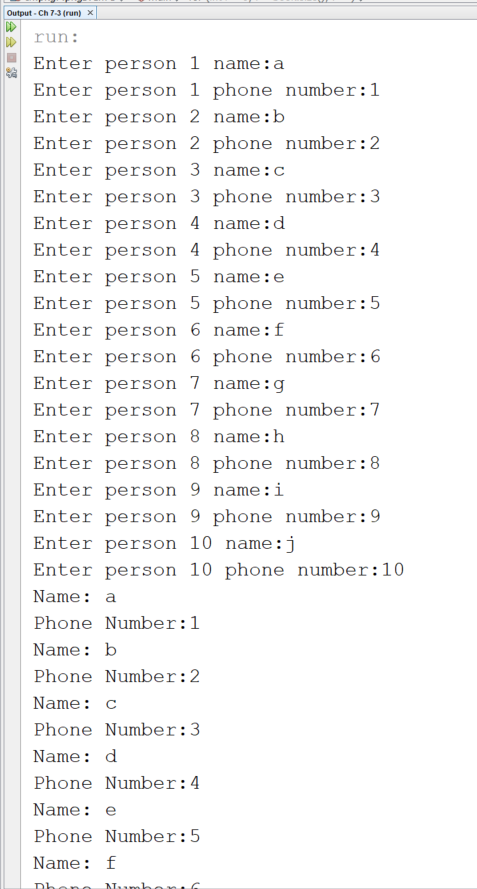 Output - Ch 7-3 (run) ×
run:
Enter person 1 name:a
Enter person 1 phone number:1
Enter person 2 name:b
Enter person 2 phone number:2
Enter person 3 name:c
Enter person 3 phone number:3
Enter person 4 name:d
Enter person 4 phone number:4
Enter person 5 name:e
Enter person 5 phone number:5
Enter person 6 name:f
Enter person 6 phone number:6
Enter person 7 name:g
Enter person 7 phone number:7
Enter person 8 name:h
Enter person 8 phone number:8
Enter person 9 name:i
Enter person 9 phone number:9
Enter person 10 name:j
Enter person 10 phone number:10
Name: a
Phone Number:1
Name: b
Phone Number:2
Name: c
Phone Number:3
Name: d
Phone Number:4
Name: e
Phone Number:5
Name: f
Phone Number:6